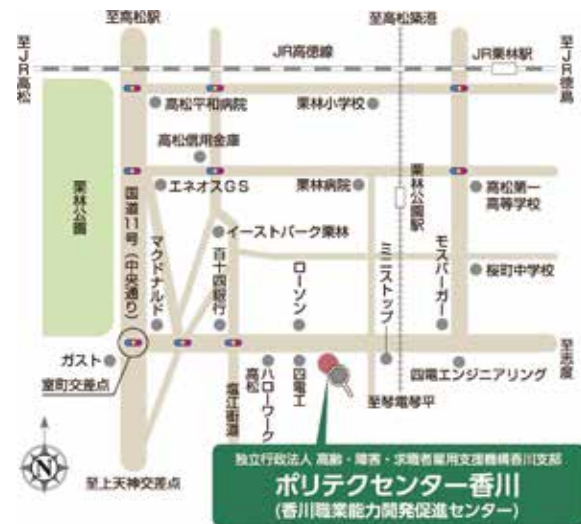 至高松駅
至高松築港
至JR高松
JR高徳線
JR栗林駅
至JR徳島
高松平和病院
栗林小学校
高松信用金庫
栗林公園
国道11号(中央通り)
エネオスGS
栗林病院
栗林公園駅
高松第一
高等学校
イーストパーク栗林
マクドナルド
百十四銀行
ローソン
ミニストップ
モスバーガー
桜町中学校
ガスト
室町交差点
塩江街道
ハローワーク
高松
四電工
四電エンジニアリング
至志度
至琴電琴平
N
至上天神交差点
独立行政法人 高齢・障害・求職者雇用支援機構香川支部
ポリテクセンター香川
(香川職業能力開発促進センター)